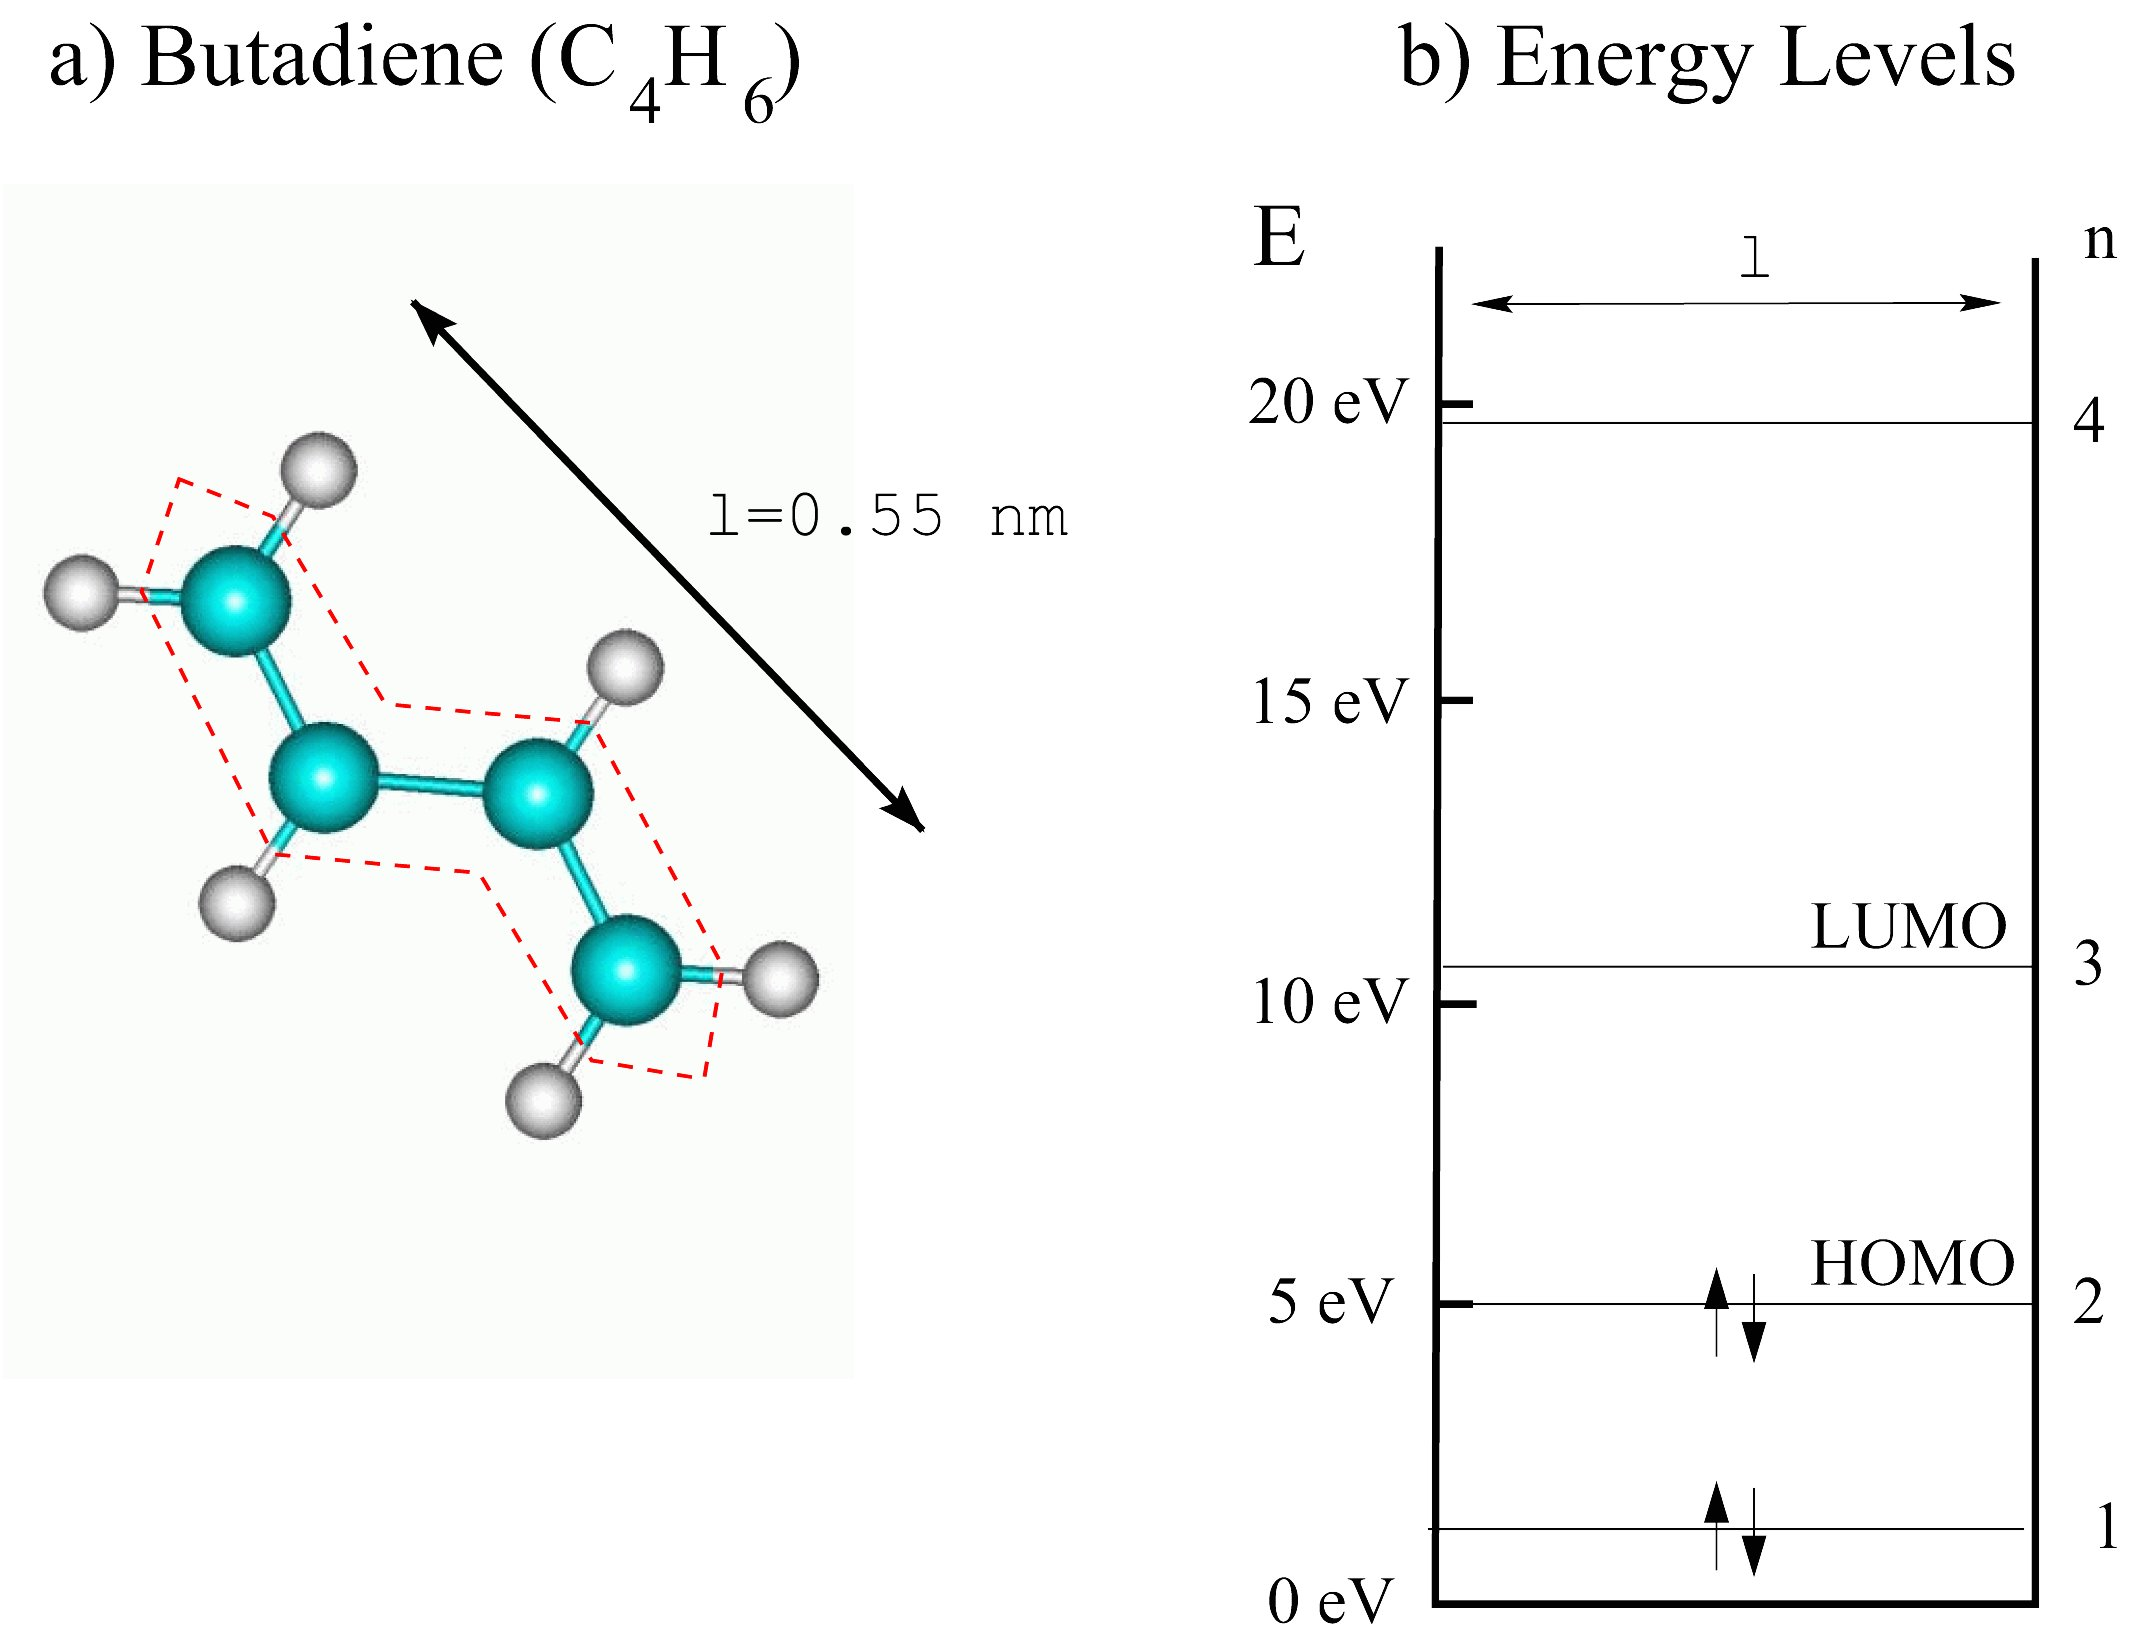 a) Butadiene (C4H6)
l=0.55 nm
b) Energy Levels
E
l
n
20 eV
4
15 eV
LUMO
3
10 eV
HOMO
5 eV
2
1
0 eV